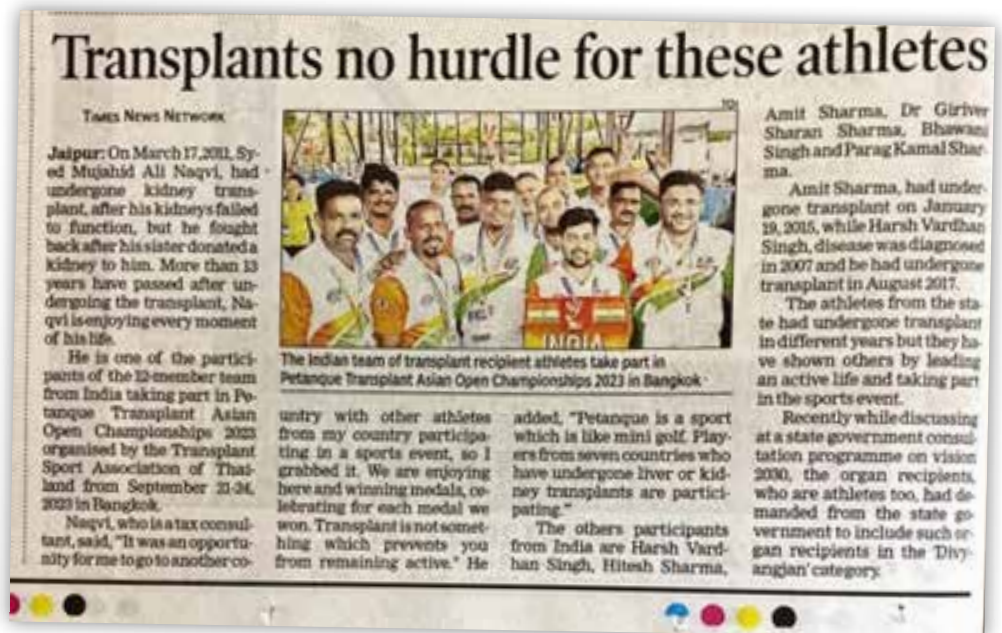 Transplants no hurdle for these athletes
TIMES NEWS NETWORK
Jaipur: On March 17, 2011, Sy-
ed Mujahid Ali Naqvi, had
undergone kidney trans-
plant, after his kidneys failed
to function, but he fought
back after his sister donated a
kidney to him. More than 13
years have passed after un-
dergoing the transplant, Na-
qvi is enjoying every moment
of his life.
He is one of the partici-
pants of the 12-member team
from India taking part in Pe-
tanque Transplant Asian
Open Championships 2023
organised by the Transplant
Sport Association of Thai-
land from September 21-24,
2023 in Bangkok.
Naqvi, who is a tax consul-
tant, said, "It was an opportu-
nity for me to go to another co-
TOI
INDIA
The Indian team of transplant recipient athletes take part in
Petanque Transplant Asian Open Championships 2023 in Bangkok
untry with other athletes
from my country participa-
ting in a sports event, so I
grabbed it. We are enjoying
here and winning medals, ce-
lebrating for each medal we
won. Transplant is not somet-
hing which prevents you
from remaining active." He
added, "Petanque is a sport
which is like mini golf. Play-
ers from seven countries who
have undergone liver or kid-
ney transplants are partici-
pating."
The others participants
from India are Harsh Vard-
han Singh, Hitesh Sharma,
Amit Sharma, Dr Giriver
Sharan Sharma, Bhawani
Singh and Parag Kamal Shar-
ma.
Amit Sharma, had under-
gone transplant on January
19, 2015, while Harsh Vardhan
Singh, disease was diagnosed
in 2007 and he had undergone
transplant in August 2017.
The athletes from the sta-
te had undergone transplant
in different years but they ha-
ve shown others by leading
an active life and taking part
in the sports event.
Recently while discussing
at a state government consul-
tation programme on vision
2030, the organ recipients,
who are athletes too, had de-
manded from the state go-
vernment to include such or-
gan recipients in the 'Divy-
angjan' category.